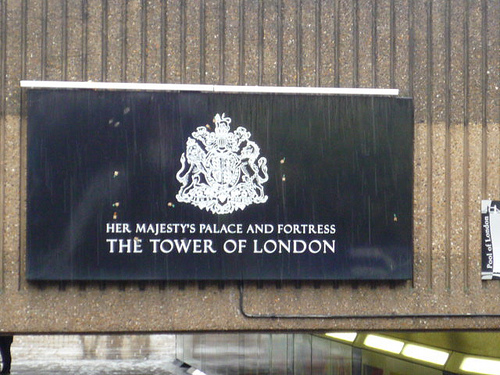 HER MAJESTY'S PALACE AND FORTRESS
THE TOWER OF LONDON
Pool of London